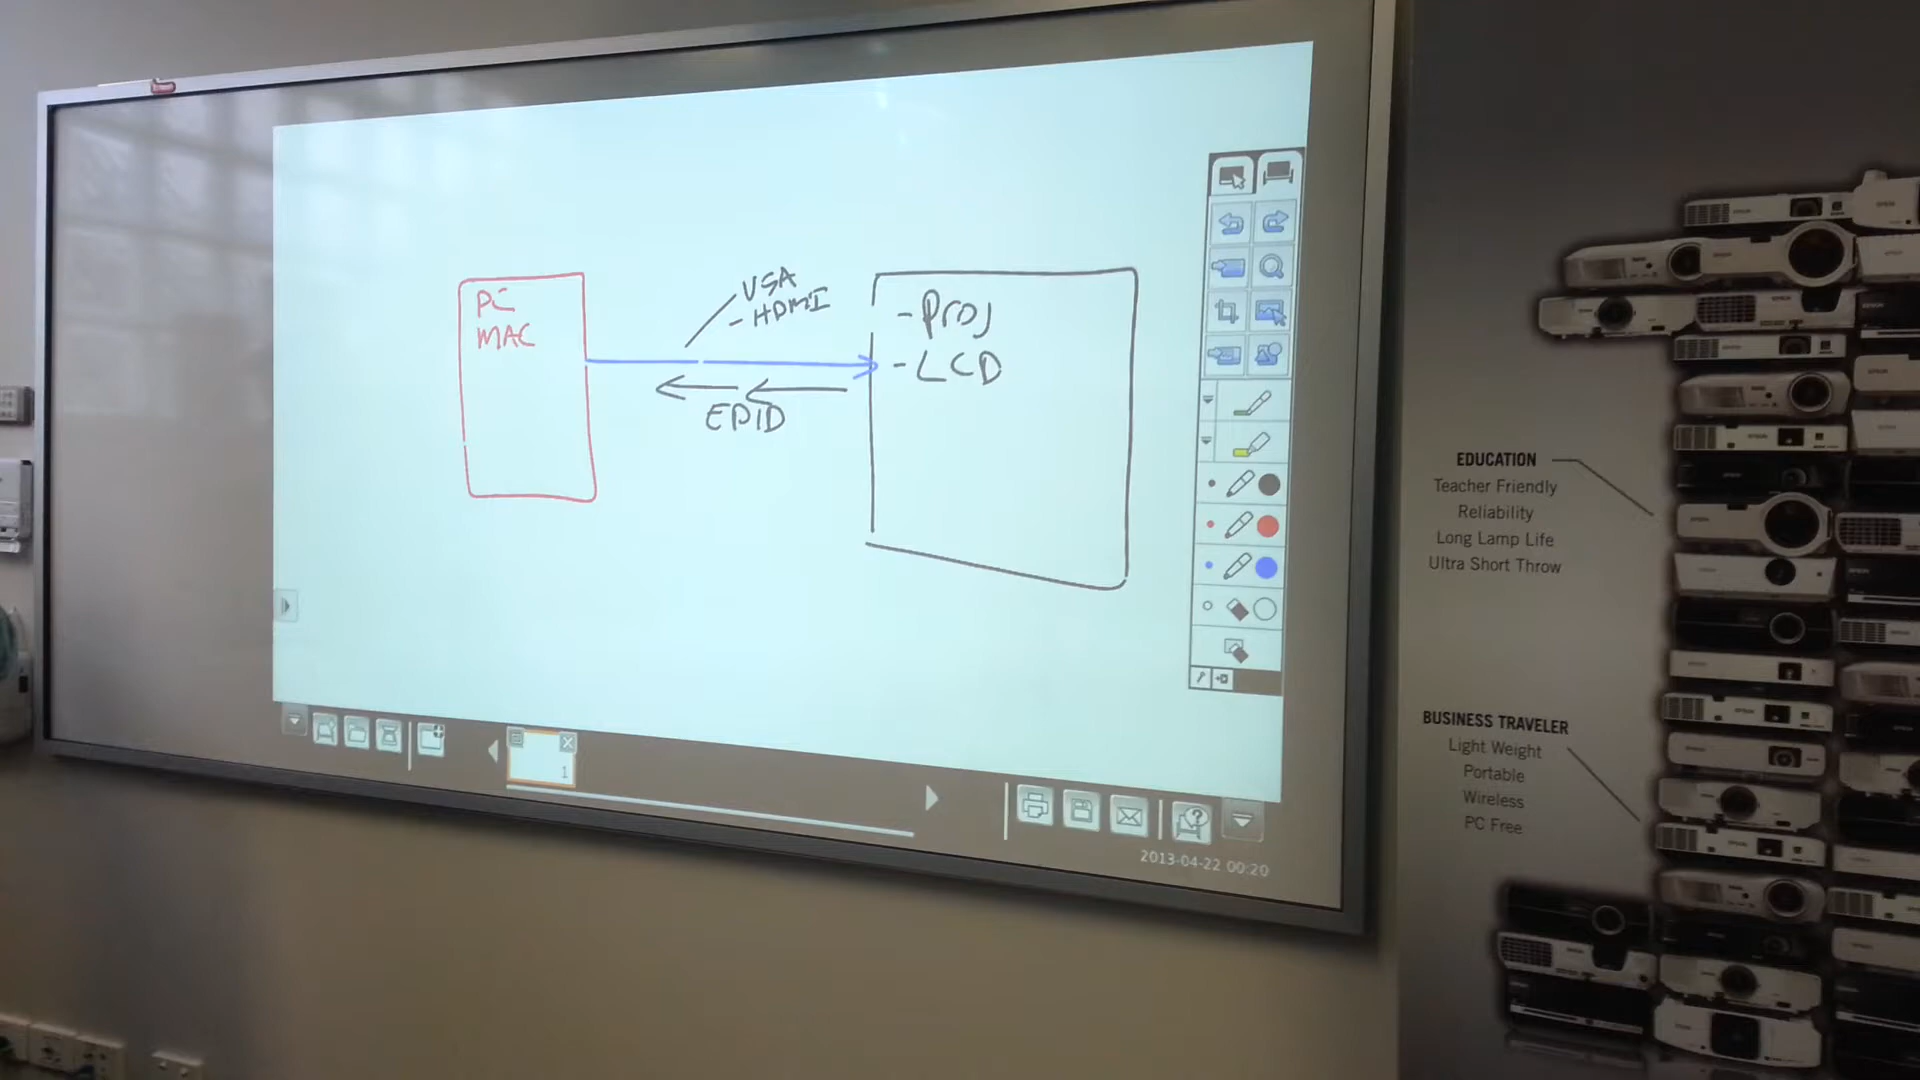 PC
MAC
VGA
- HDMI
EDID
- PROJ
- LCD
1
2013-04-22 00:20
EDUCATION
Teacher Friendly
Reliability
Long Lamp Life
Ultra Short Throw
BUSINESS TRAVELER
Light Weight
Portable
Wireless
PC Free